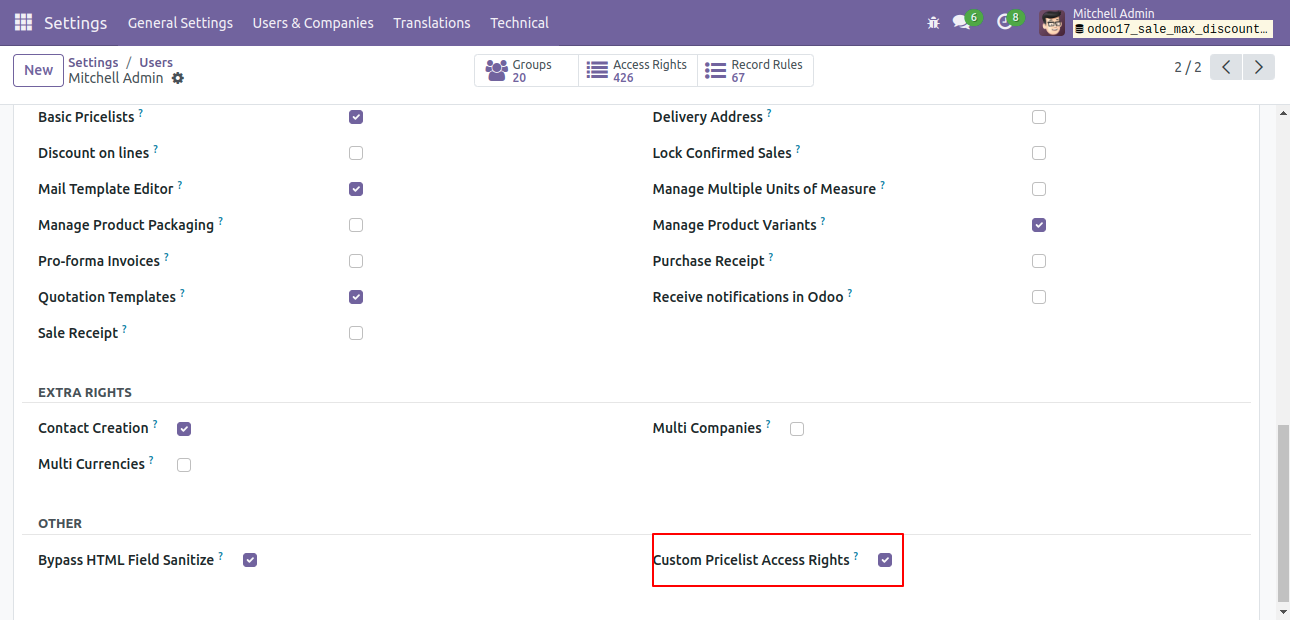 Settings General Settings Users & Companies Translations Technical 6 8 Mitchell Admin
odoo17_sale_max_discount...
New Settings / Users Groups Access Rights Record Rules 2 / 2
Mitchell Admin 20 426 67
Basic Pricelists ? Delivery Address ?
Discount on lines ? Lock Confirmed Sales ?
Mail Template Editor ? Manage Multiple Units of Measure ?
Manage Product Packaging ? Manage Product Variants ?
Pro-forma Invoices ? Purchase Receipt ?
Quotation Templates ? Receive notifications in Odoo ?
Sale Receipt ?
EXTRA RIGHTS
Contact Creation ? Multi Companies ?
Multi Currencies ?
OTHER
Bypass HTML Field Sanitize ? Custom Pricelist Access Rights ?